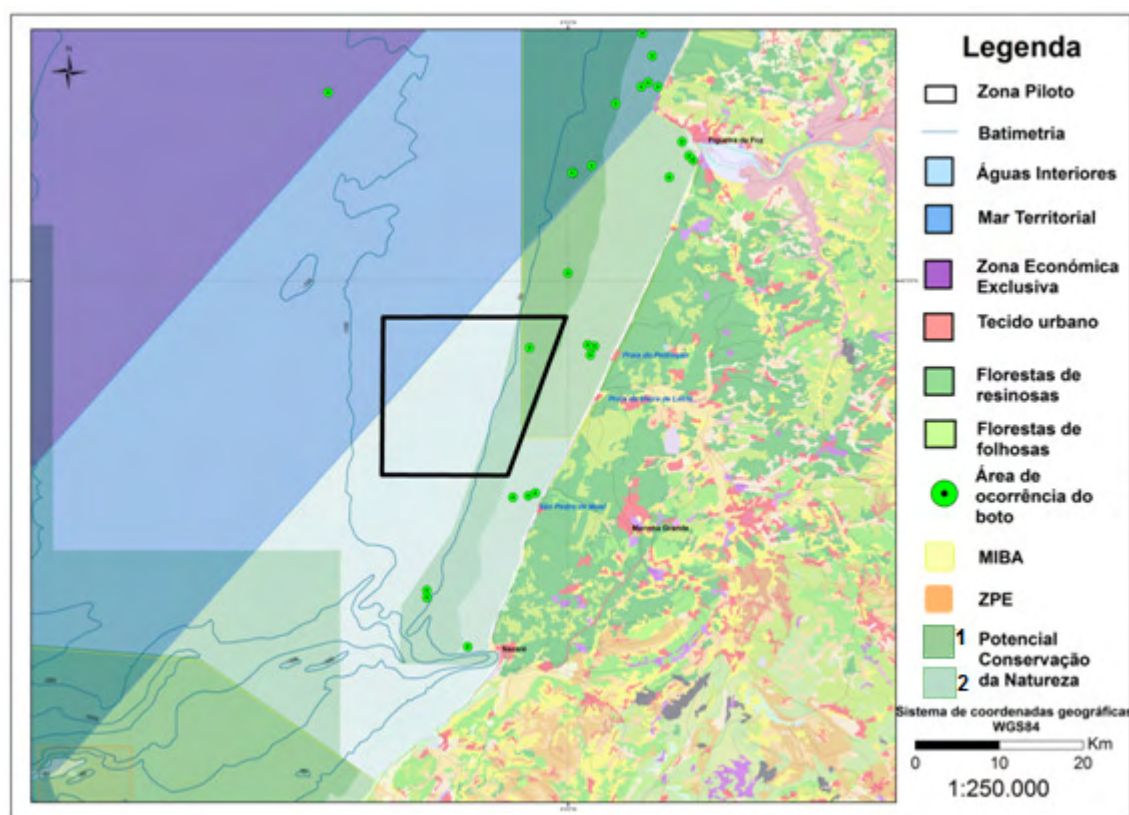 N
Figueira da Foz
Praia do Pedrógão
Praia da Vieira de Leiria
São Pedro de Moel
Marinha Grande
Nazaré
Legenda
Zona Piloto
Batimetria
Águas Interiores
Mar Territorial
Zona Económica
Exclusiva
Tecido urbano
Florestas de
resinosas
Florestas de
folhosas
Área de
ocorrência do
boto
MIBA
ZPE
1 Potencial
Conservação
2 da Natureza
Sistema de coordenadas geográficas
WGS84
Km
0 10 20
1:250.000